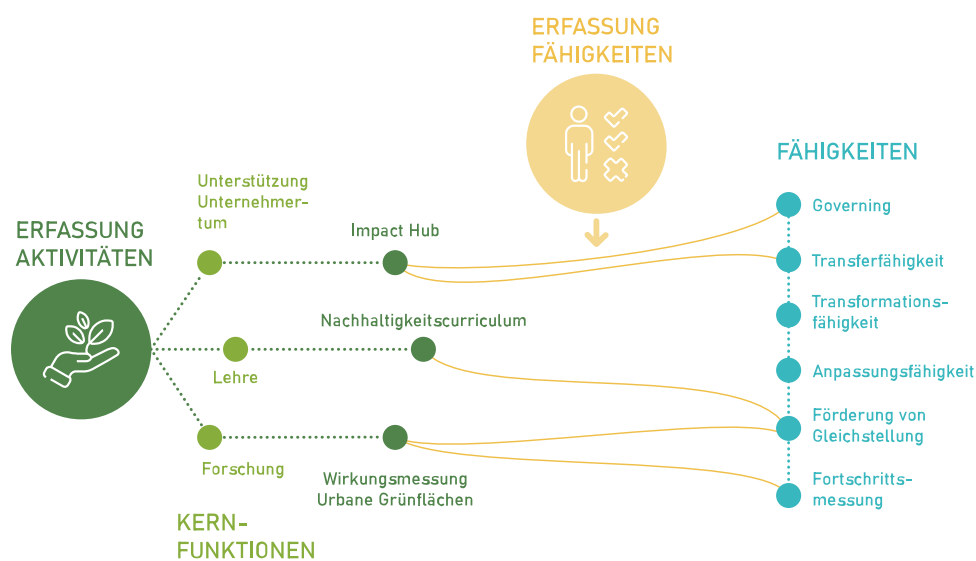 ERFASSUNG
FÄHIGKEITEN
FÄHIGKEITEN
ERFASSUNG
AKTIVITÄTEN
Unterstützung
Unternehmer-
tum
Impact Hub
Lehre
Nachhaltigkeitscurriculum
Forschung
Wirkungsmessung
Urbane Grünflächen
KERN-
FUNKTIONEN
Governing
Transferfähigkeit
Transformations-
fähigkeit
Anpassungsfähigkeit
Förderung von
Gleichstellung
Fortschritts-
messung